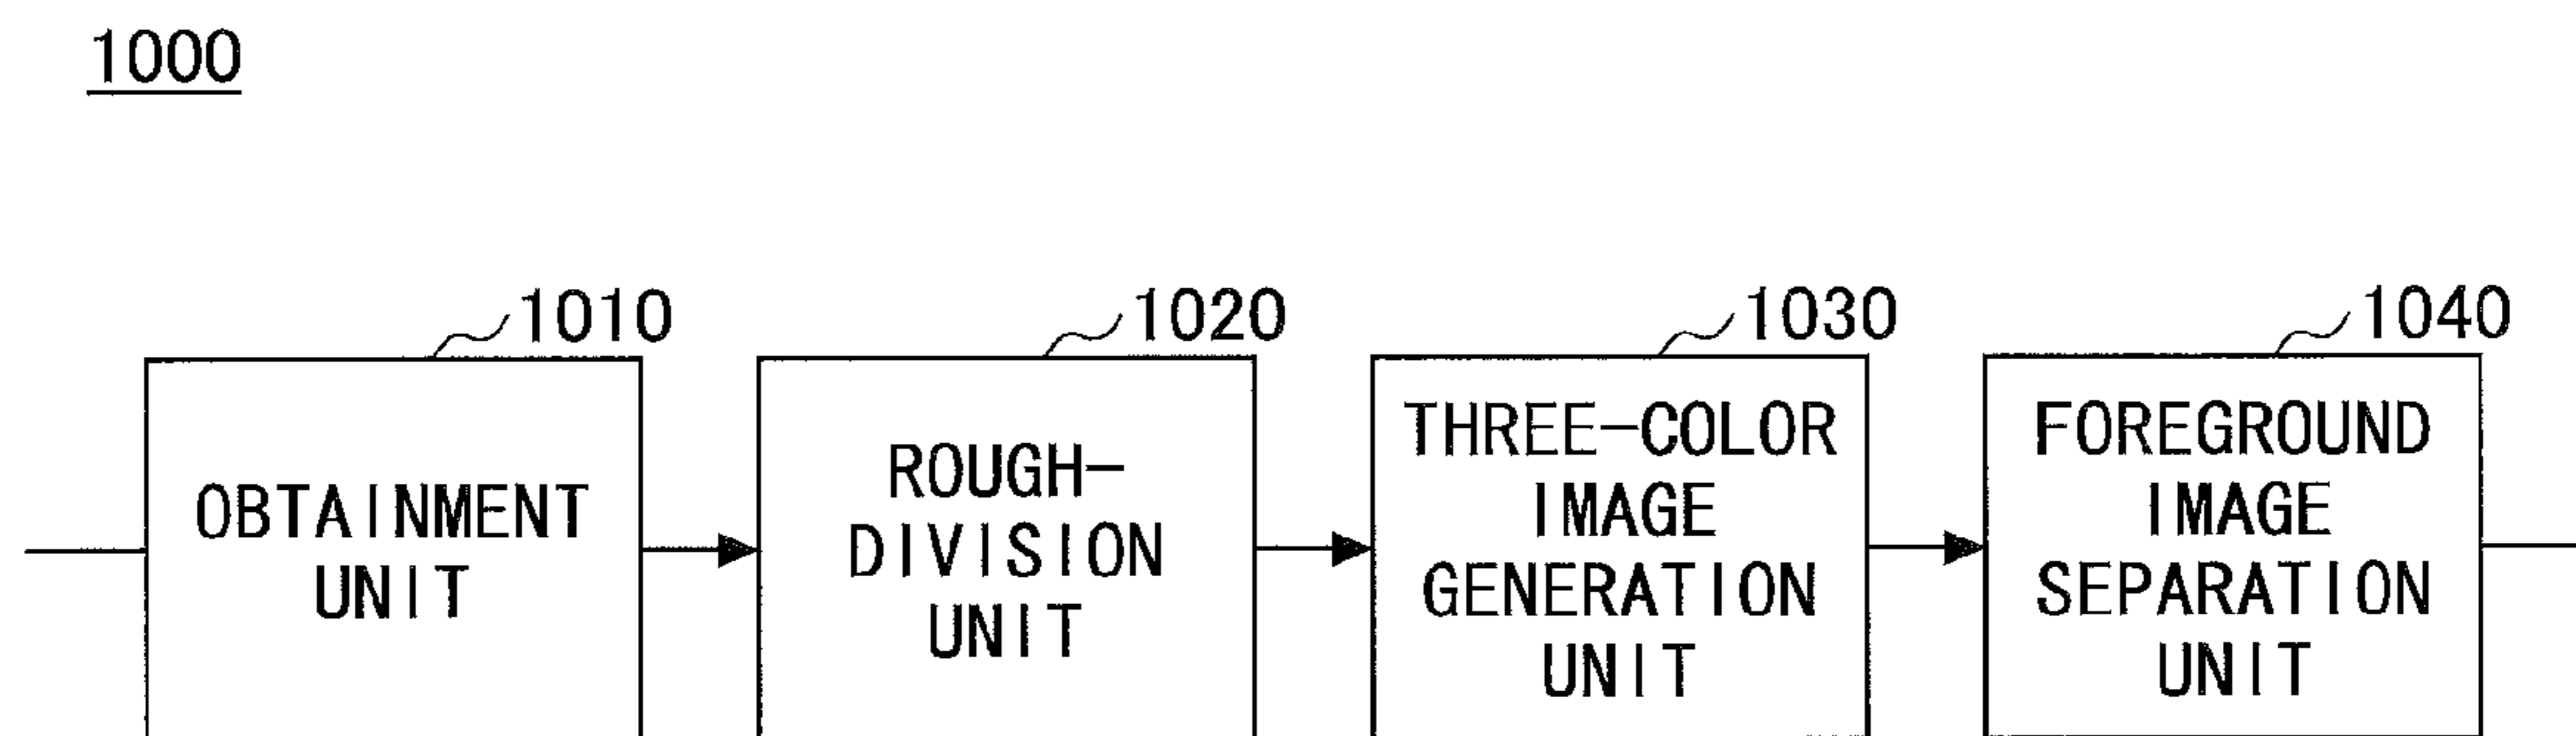 1000
1010
1020
1030
1040
OBTAINMENT
UNIT
ROUGH-
DIVISION
UNIT
THREE-COLOR
IMAGE
GENERATION
UNIT
FOREGROUND
IMAGE
SEPARATION
UNIT